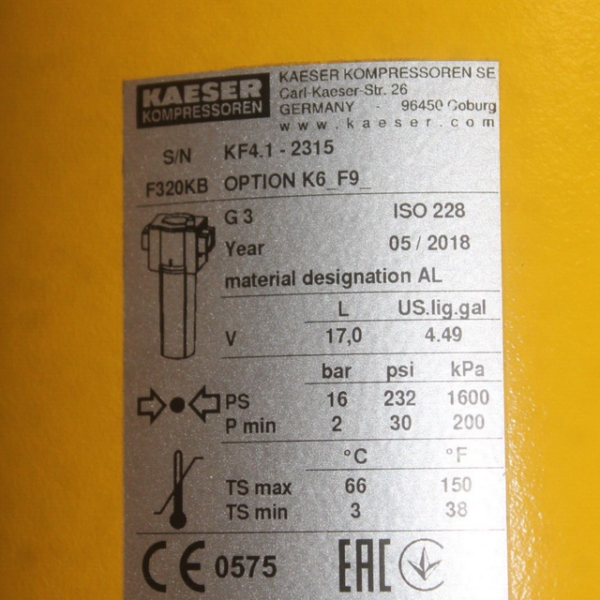 KAESER
KOMPRESSOREN
KAESER KOMPRESSOREN SE
Carl-Kaeser-Str. 26
GERMANY - 96450 Coburg
www.kaeser.com
S/N KF4.1 - 2315
F320KB OPTION K6_F9_
G 3 ISO 228
Year 05 / 2018
material designation AL
L US.lig.gal
V 17,0 4.49
bar psi kPa
PS 16 232 1600
P min 2 30 200
°C °F
TS max 66 150
TS min 3 38
CE 0575 EAC